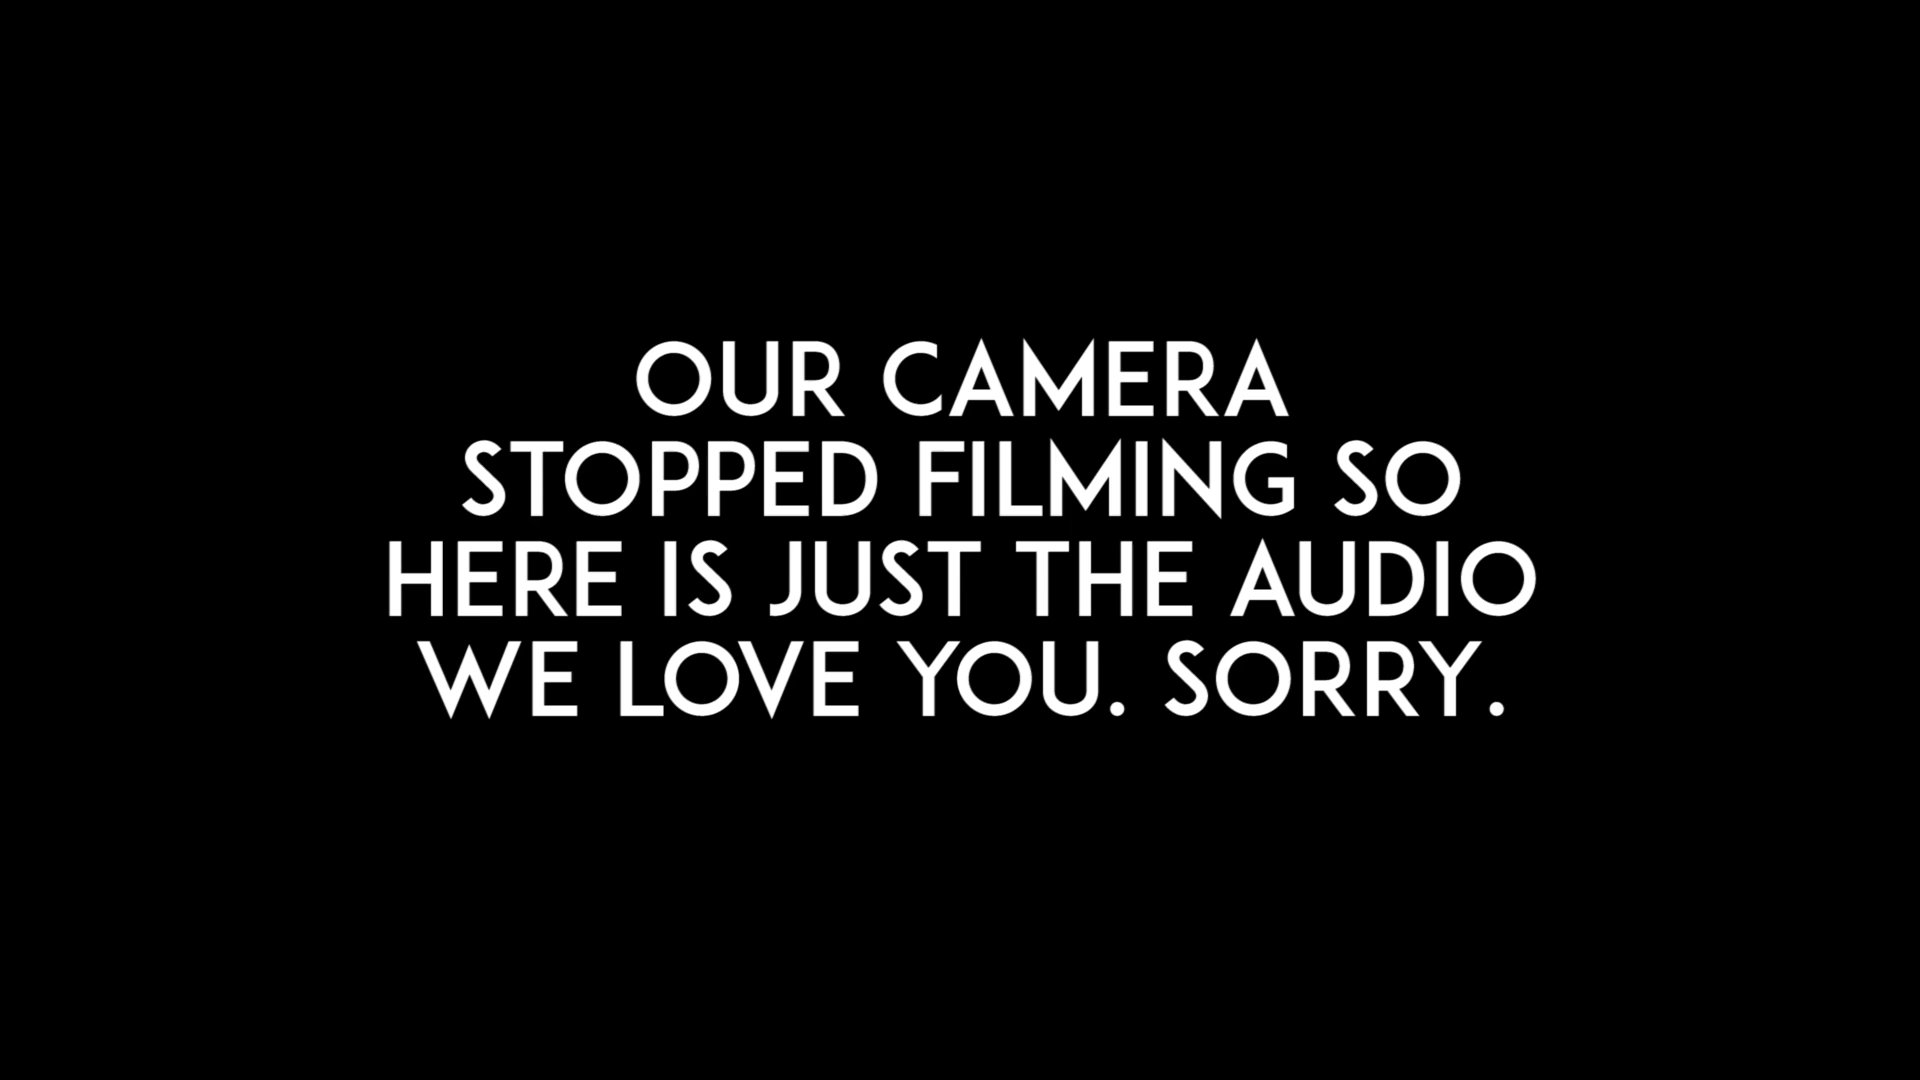 OUR CAMERA
STOPPED FILMING SO
HERE IS JUST THE AUDIO
WE LOVE YOU. SORRY.